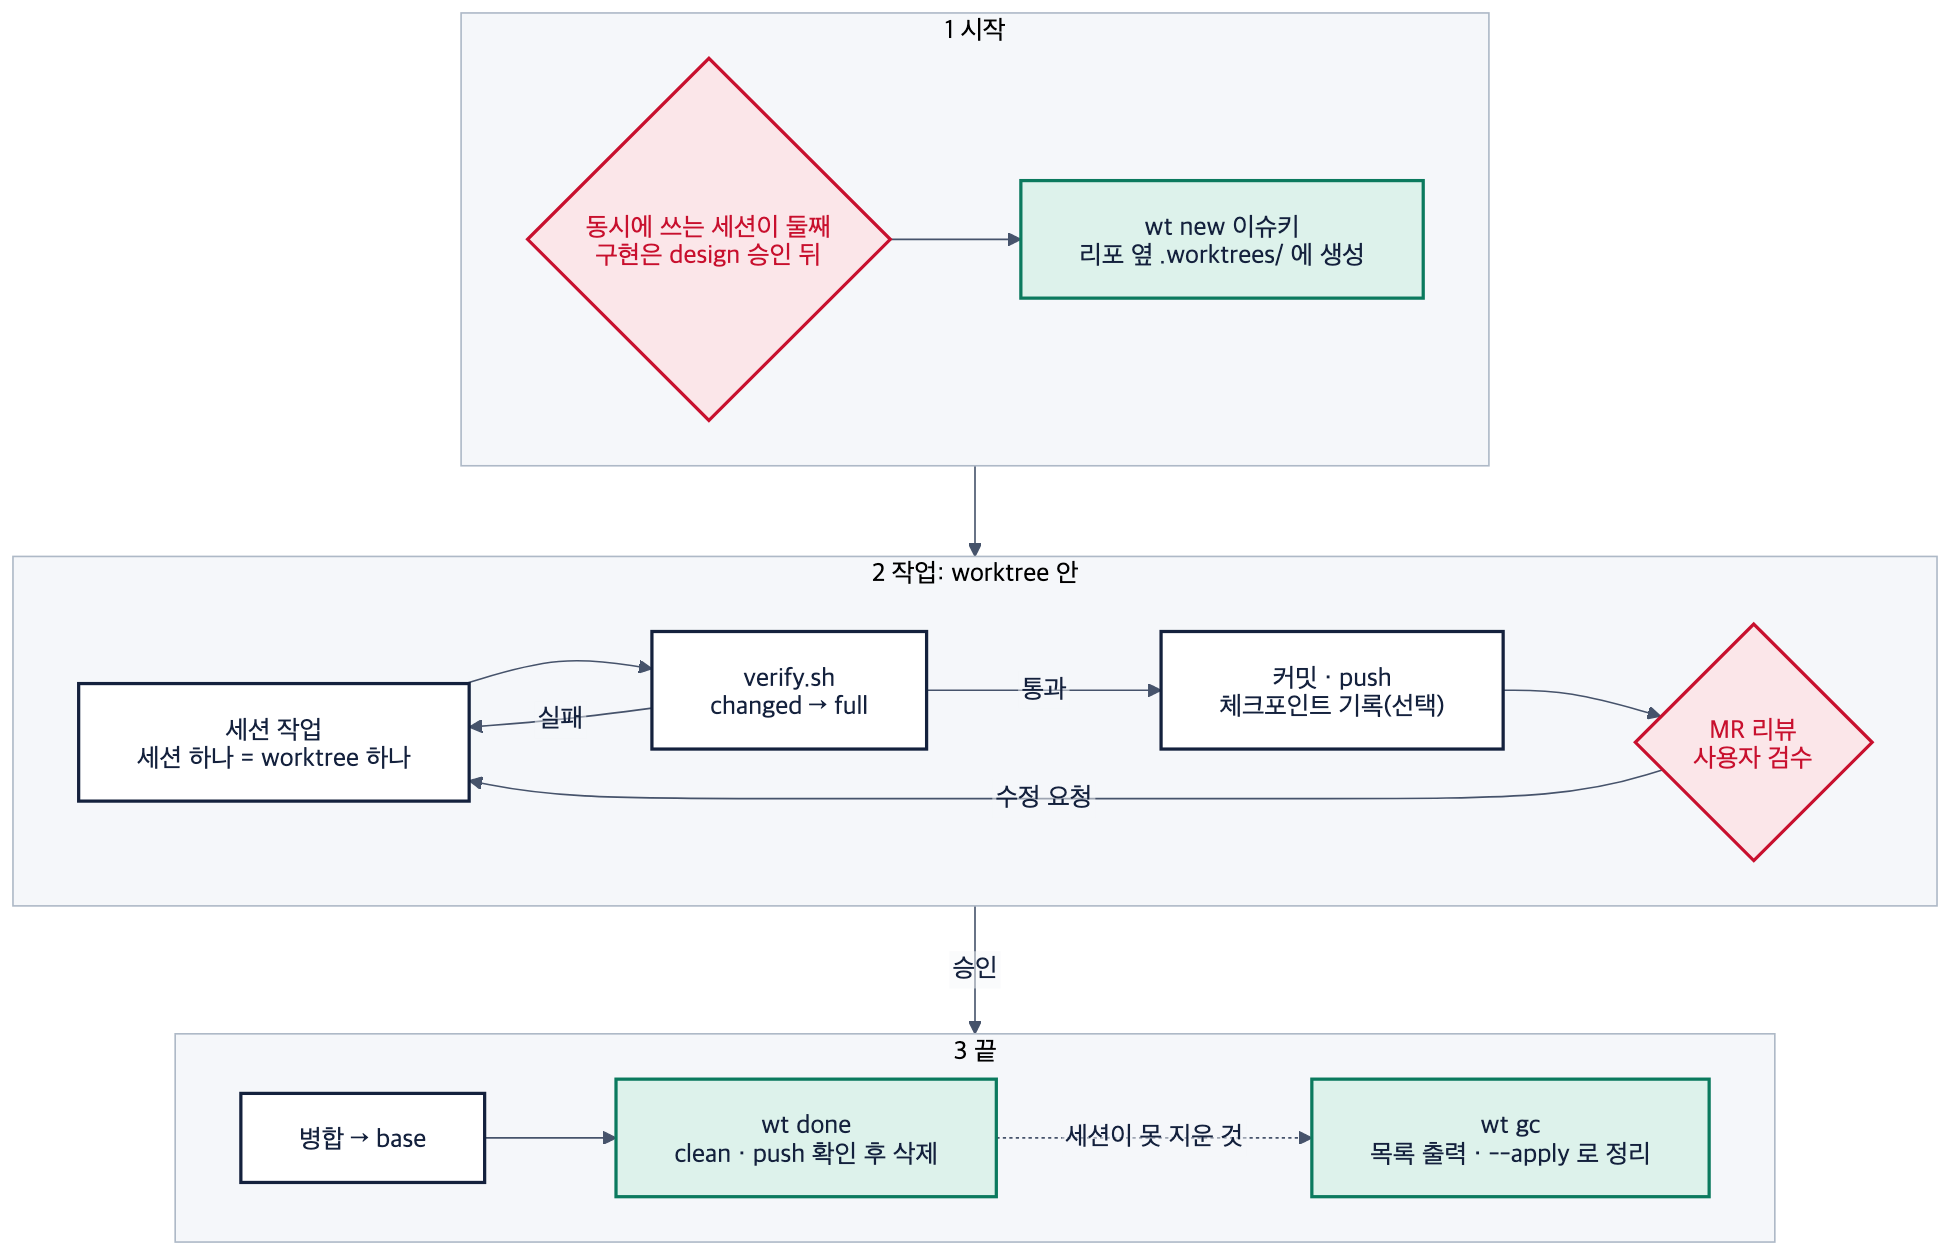 1 시작
동시에 쓰는 세션이 둘째
구현은 design 승인 뒤
wt new 이슈키
리포 옆 .worktrees/ 에 생성
2 작업: worktree 안
세션 작업
세션 하나 = worktree 하나
verify.sh
changed → full
실패
통과
커밋 · push
체크포인트 기록(선택)
MR 리뷰
사용자 검수
수정 요청
승인
3 끝
병합 → base
wt done
clean · push 확인 후 삭제
세션이 못 지운 것
wt gc
목록 출력 · --apply 로 정리